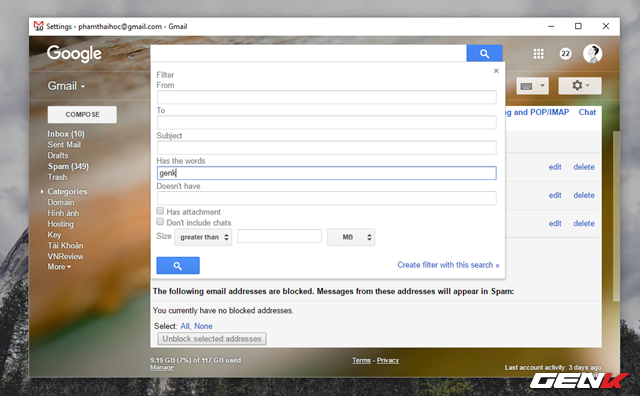 Settings - phamthaihoc@gmail.com - Gmail
Google
22
Gmail
COMPOSE
Inbox (10)
Sent Mail
Drafts
Spam (349)
Trash
Categories
Domain
Hình ảnh
Hosting
Key
Tài Khoản
VNReview
More
Filter
From
To
Subject
Has the words
genk
Doesn't have
Has attachment
Don't include chats
Size greater than MB
Create filter with this search »
ng and POP/IMAP Chat
edit delete
edit delete
edit delete
The following email addresses are blocked. Messages from these addresses will appear in Spam:
You currently have no blocked addresses.
Select: All, None
Unblock selected addresses
9.19 GB (7%) of 117 GB used
Manage
Terms - Privacy
Last account activity: 3 days ago
GENK